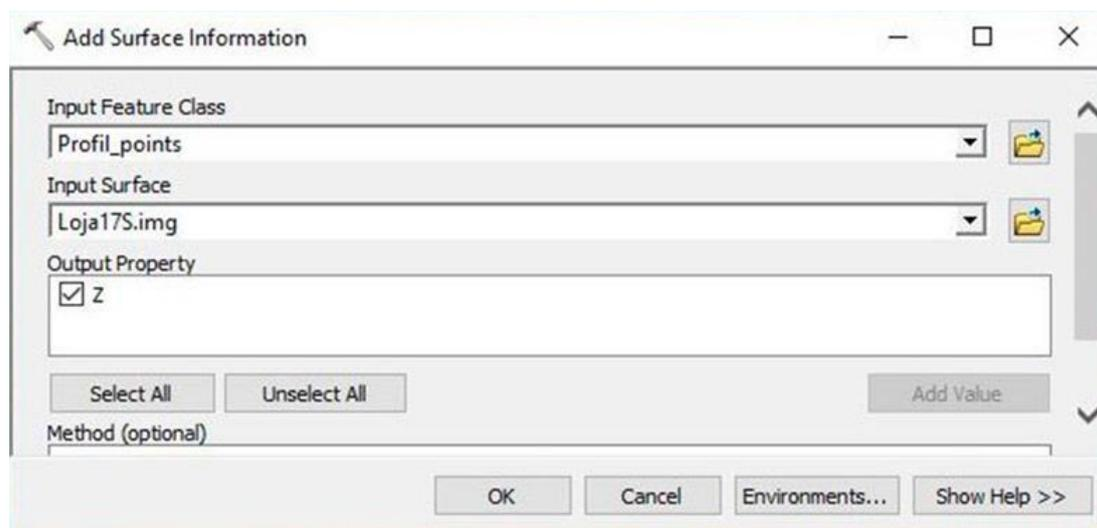 Add Surface Information
Input Feature Class
Profil_points
Input Surface
Loja17S.img
Output Property
Z
Select All Unselect All Add Value
Method (optional)
OK Cancel Environments... Show Help >>